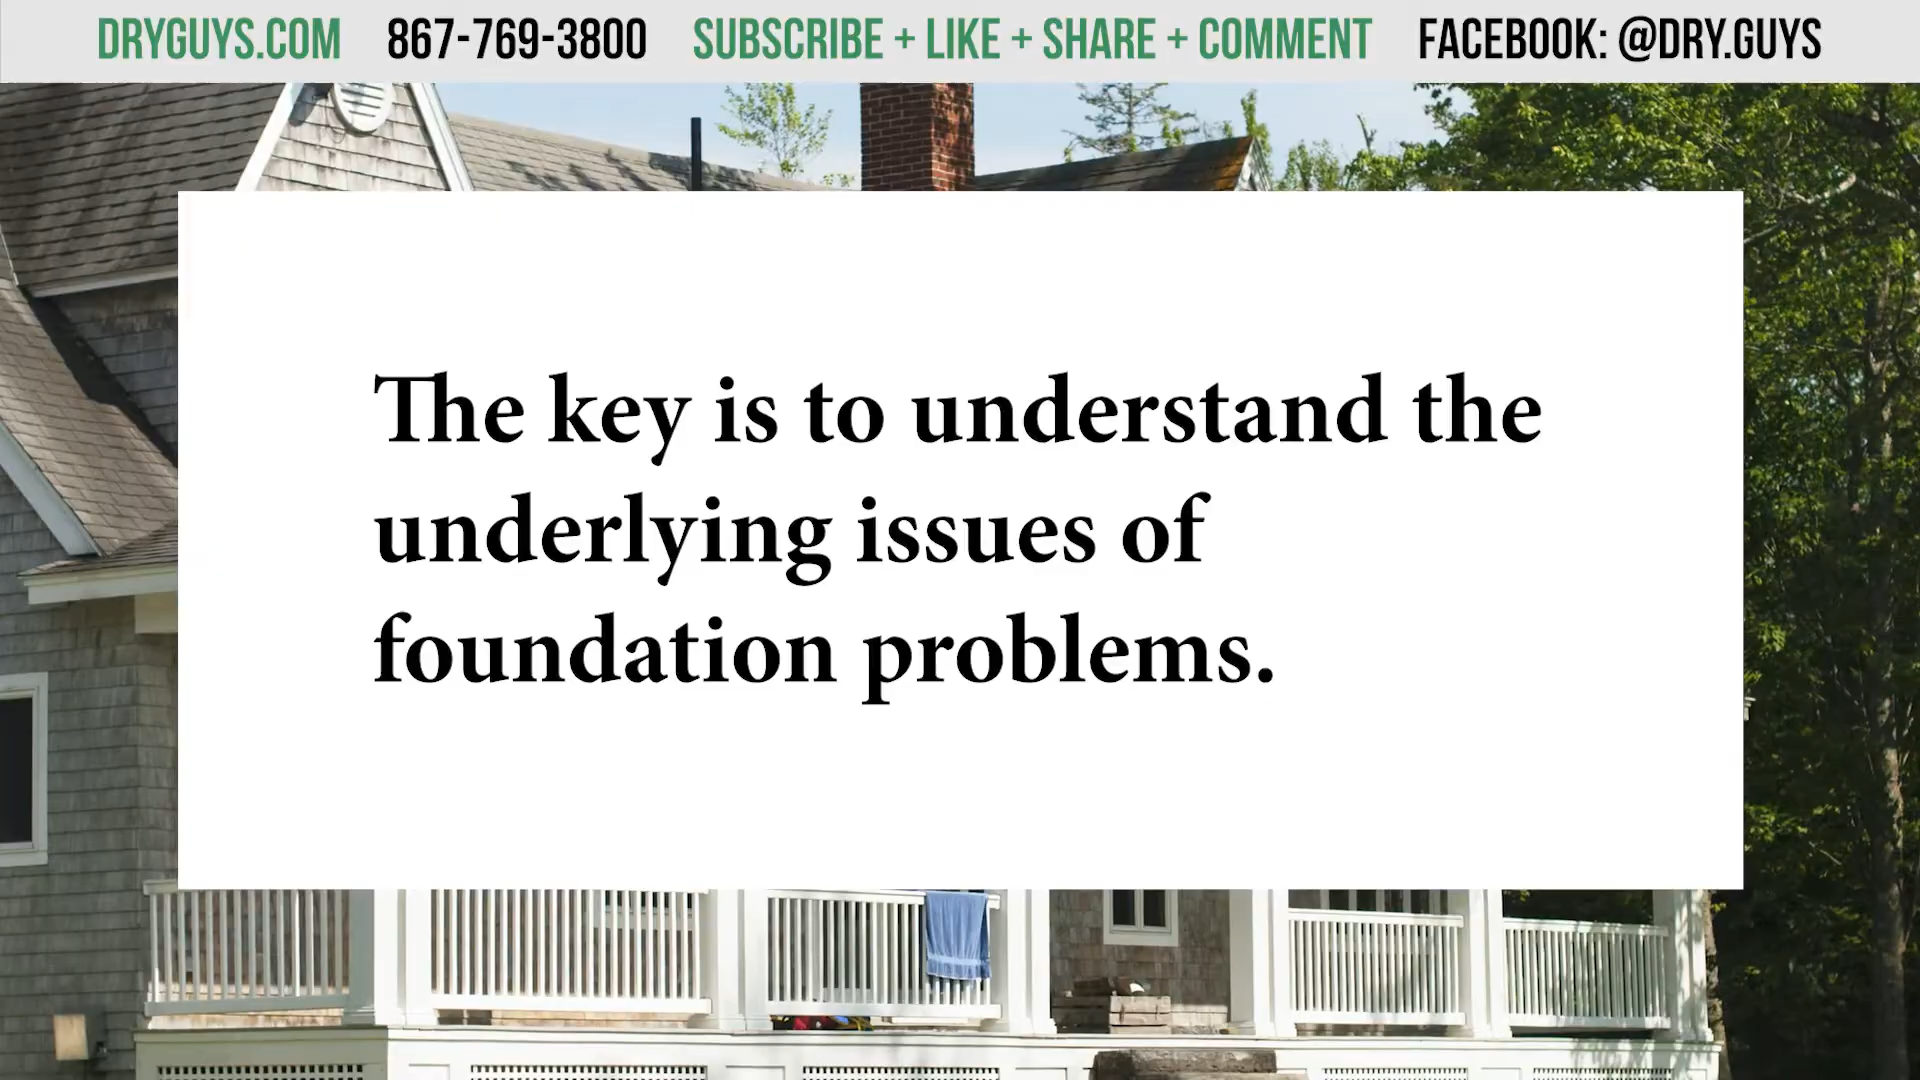 DRYGUYS.COM 867-769-3800 SUBSCRIBE + LIKE + SHARE + COMMENT FACEBOOK: @DRY.GUYS
The key is to understand the
underlying issues of
foundation problems.